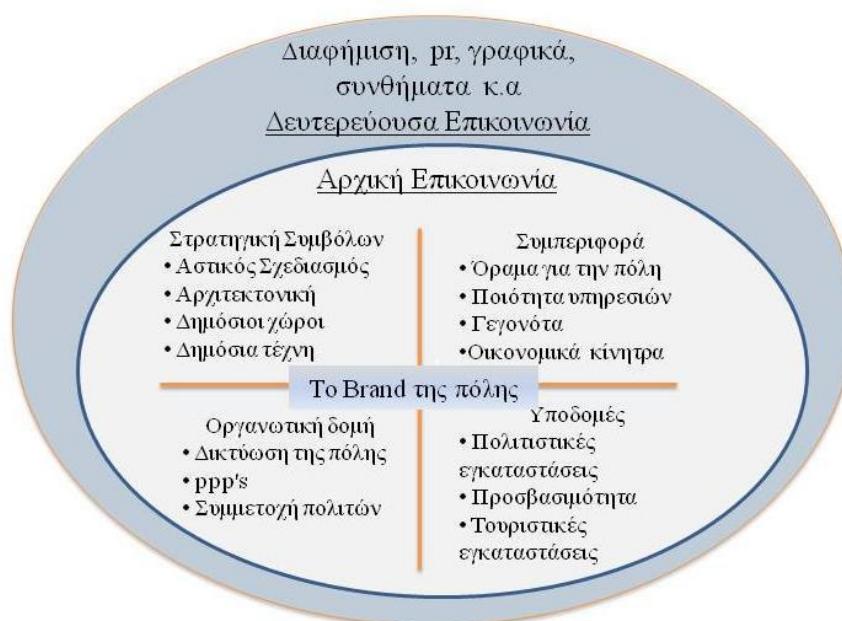 Διαφήμιση, pr, γραφικά,
συνθήματα κ.α
Δευτερεύουσα Επικοινωνία
Αρχική Επικοινωνία
Στρατηγική Συμβόλων
• Αστικός Σχεδιασμός
• Αρχιτεκτονική
• Δημόσιοι χώροι
• Δημόσια τέχνη
Συμπεριφορά
• Όραμα για την πόλη
• Ποιότητα υπηρεσιών
• Γεγονότα
•Οικονομικά κίνητρα
Το Brand της πόλης
Οργανωτική δομή
• Δικτύωση της πόλης
• ppp's
• Συμμετοχή πολιτών
Υποδομές
• Πολιτιστικές
εγκαταστάσεις
• Προσβασιμότητα
• Τουριστικές
εγκαταστάσεις